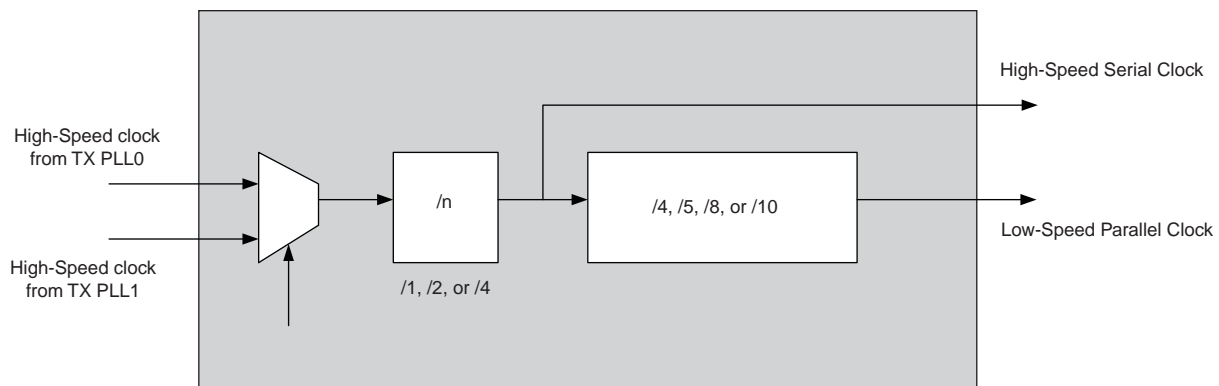 High-Speed Serial Clock
High-Speed clock
from TX PLL0
/n
/4, /5, /8, or /10
Low-Speed Parallel Clock
High-Speed clock
from TX PLL1
/1, /2, or /4